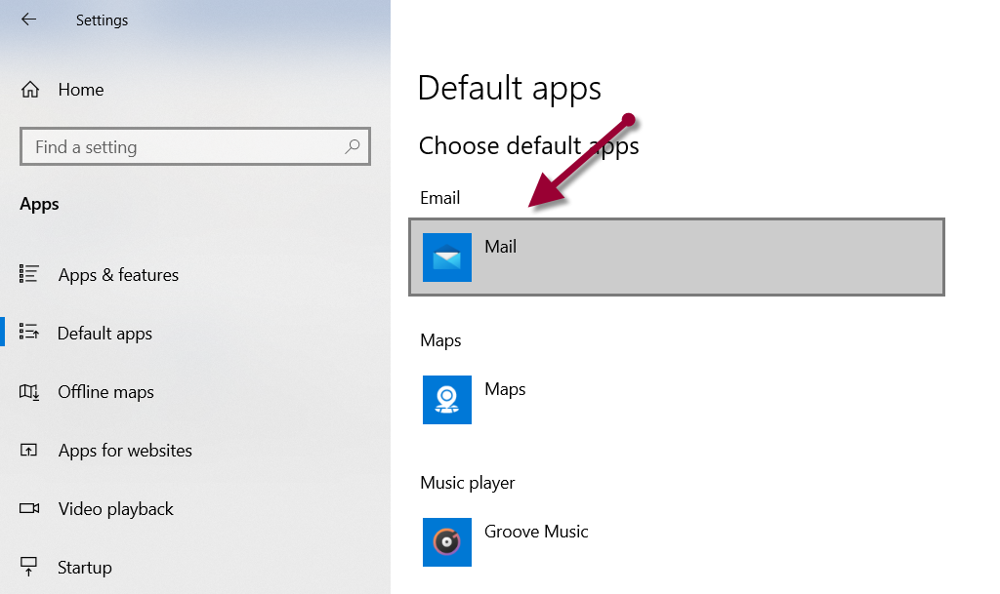 Settings
Home
Find a setting
Apps
Apps & features
Default apps
Offline maps
Apps for websites
Video playback
Startup
Default apps
Choose default apps
Email
Mail
Maps
Maps
Music player
Groove Music